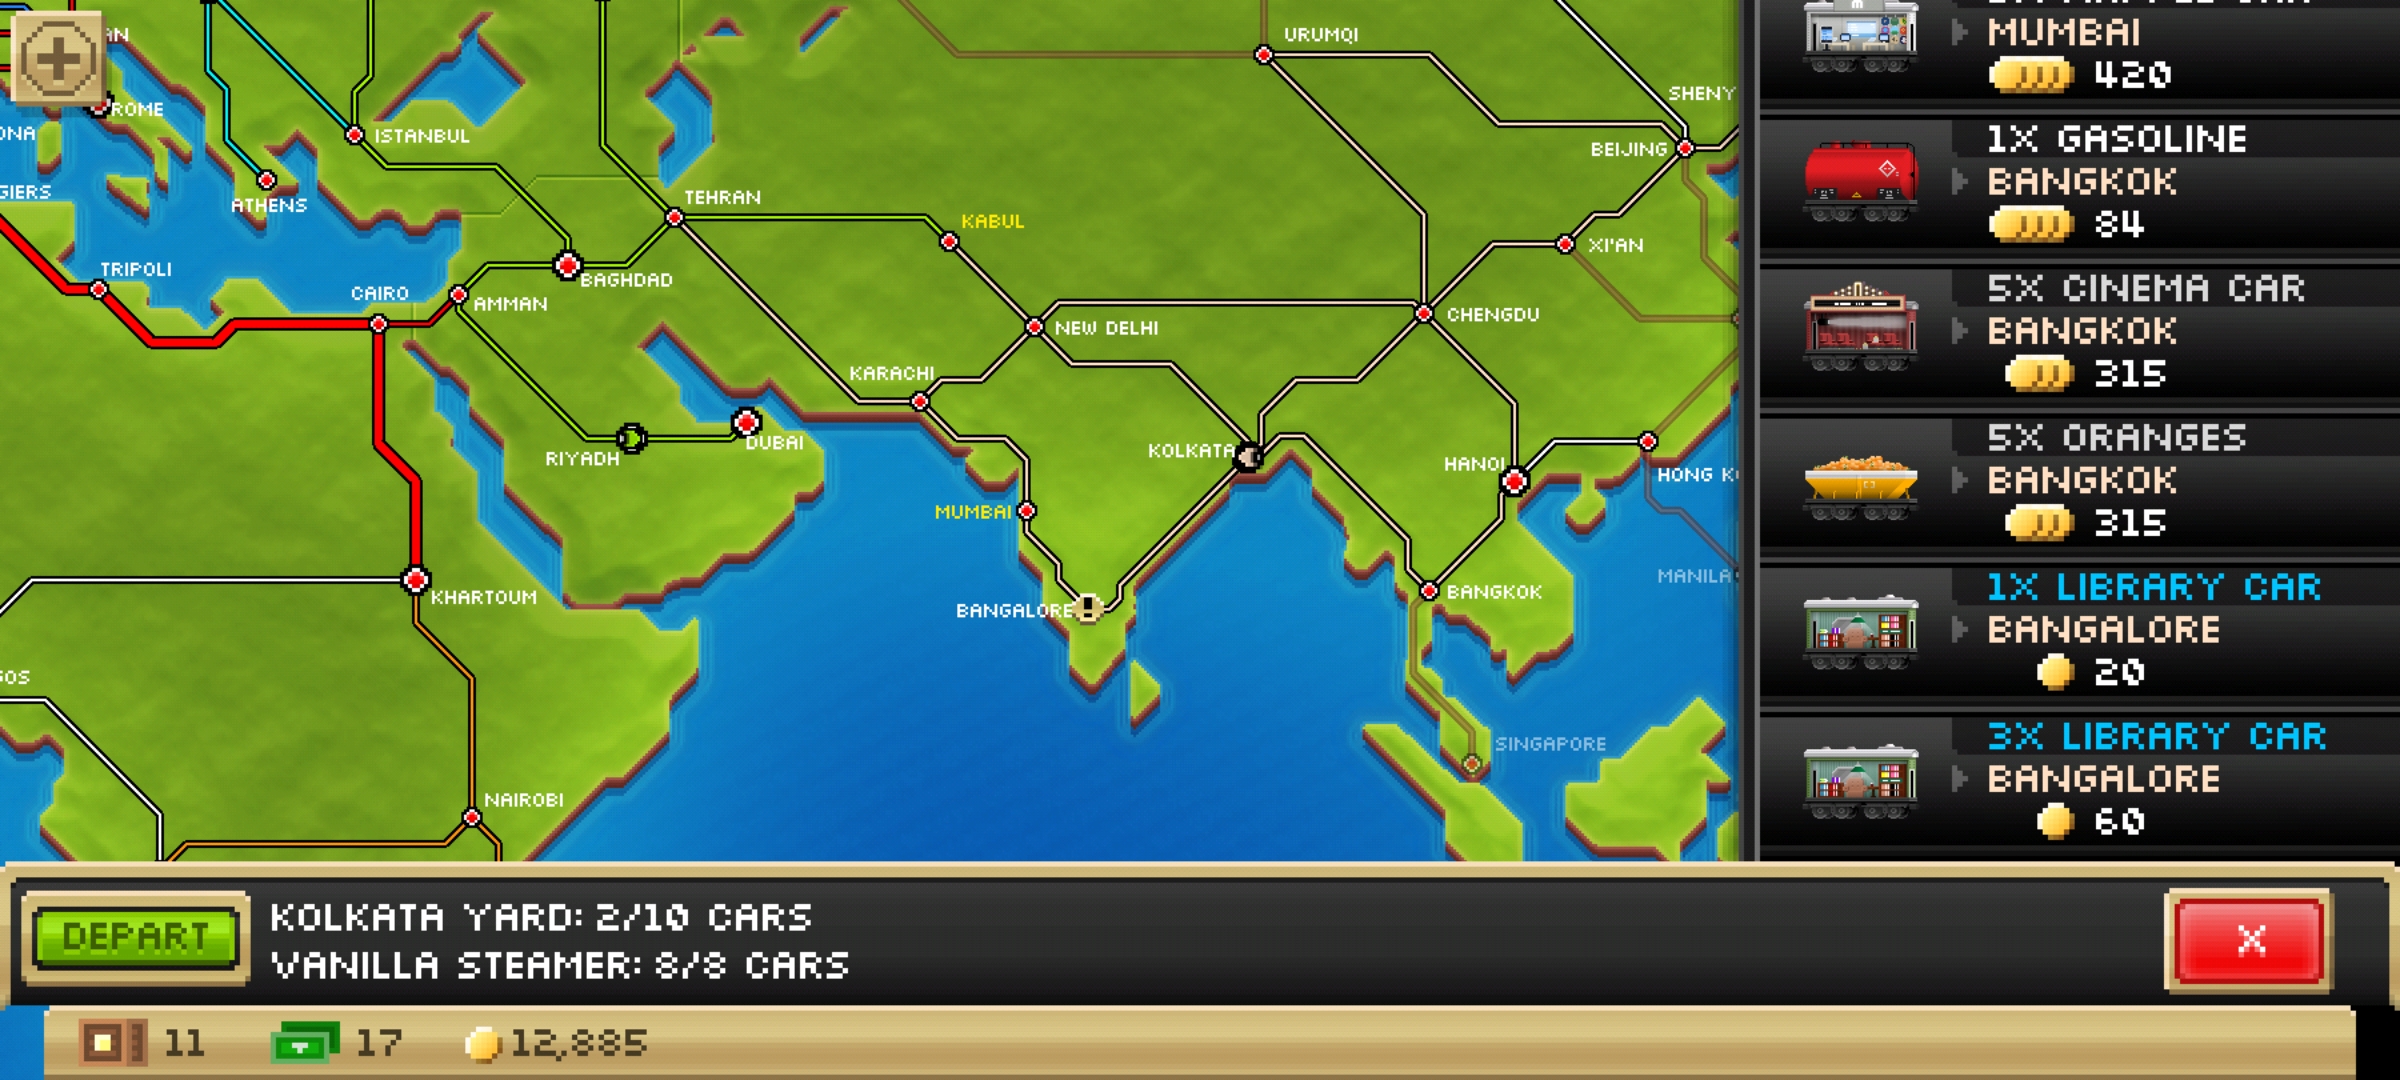 ROME
ISTANBUL
ATHENS
TRIPOLI
CAIRO
AMMAN
BAGHDAD
TEHRAN
KABUL
URUMQI
SHENY
BEIJING
XI'AN
CHENGDU
NEW DELHI
KARACHI
KOLKATA
HANOI
HONG K
DUBAI
RIYADH
MUMBAI
MANILA
BANGKOK
KHARTOUM
BANGALORE
SINGAPORE
NAIROBI
MUMBAI
420
1X GASOLINE
BANGKOK
84
5X CINEMA CAR
BANGKOK
315
5X ORANGES
BANGKOK
315
1X LIBRARY CAR
BANGALORE
20
3X LIBRARY CAR
BANGALORE
60
DEPART
KOLKATA YARD: 2/10 CARS
VANILLA STEAMER: 8/8 CARS
X
11 17 12,885